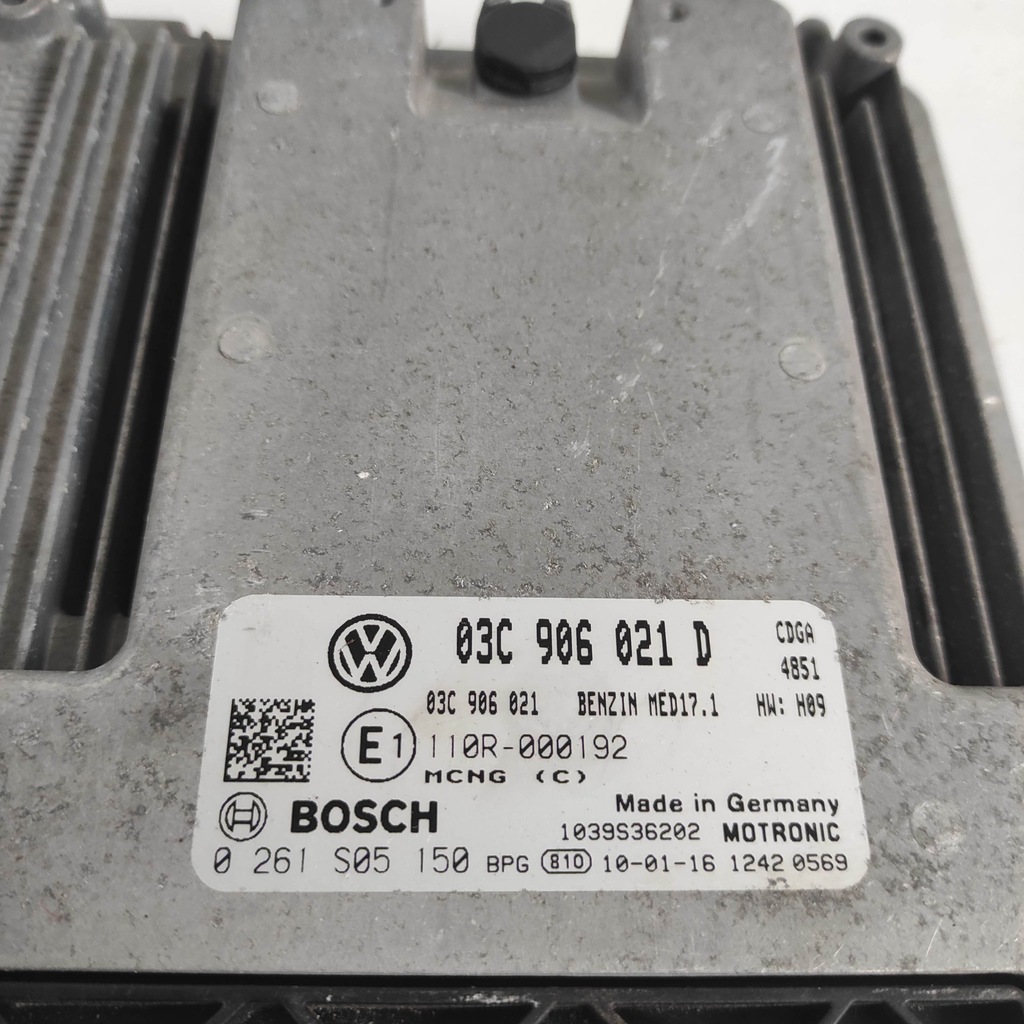 03C 906 021 D
CDGA
4851
03C 906 021 BENZIN MED17.1 HW: H09
E1 110R-000192
MCNG (C)
BOSCH
Made in Germany
1039S36202 MOTRONIC
0 261 S05 150 BPG 810 10-01-16 1242 0569